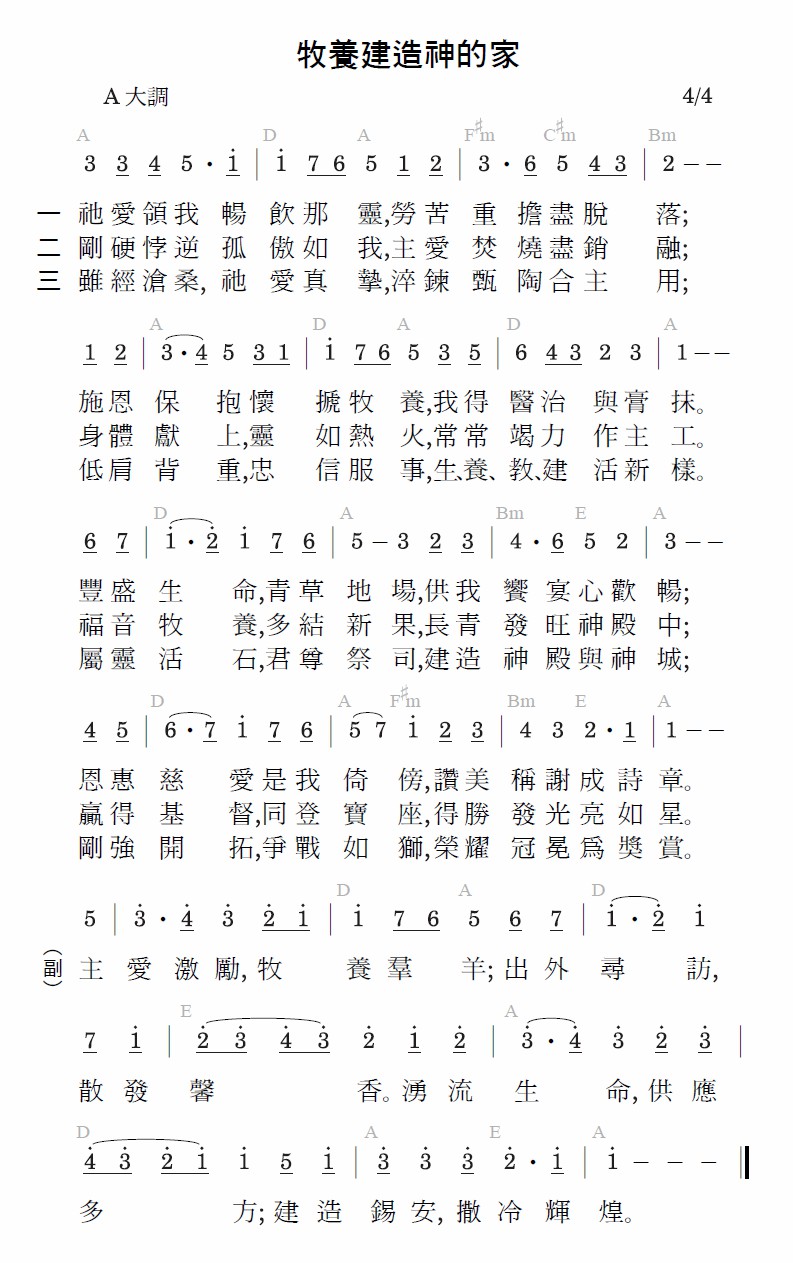 牧養建造神的家
A 大調 4/4
A D A F♯m C♯m Bm
3 3 4 5 • i | i 7 6 5 1 2 | 3 • 6 5 4 3 | 2 – –
一 祂愛領我 暢 飲那 靈,勞苦 重 擔盡脫 落;
二 剛硬悖逆 孤 傲如 我,主愛 焚 燒盡銷 融;
三 雖經滄桑, 祂 愛真 摯,淬鍊 甄 陶合主 用;
A D A D A
1 2 | 3 • 4 5 3 1 | i 7 6 5 3 5 | 6 4 3 2 3 | 1 – –
施恩 保 抱懷 搋牧 養,我得 醫治 與膏 抹。
身體 獻 上,靈 如熱 火,常常 竭力 作主 工。
低肩 背 重,忠 信服 事,生、養、教、建 活新 樣。
D A Bm E A
6 7 | i • 2̇ i 7 6 | 5 – 3 2 3 | 4 • 6 5 2 | 3 – –
豐盛 生 命,青草 地 場,供我 饗 宴心歡 暢;
福音 牧 養,多結 新 果,長青 發 旺神殿 中;
屬靈 活 石,君尊 祭 司,建造 神 殿與神 城;
D A F♯m Bm E A
4 5 | 6 • 7 i 7 6 | 5 7 i 2 3 | 4 3 2 • 1 | 1 – –
恩惠 慈 愛是我 倚 傍,讚美 稱謝成詩 章。
贏得 基 督,同登 寶 座,得勝 發光亮如 星。
剛強 開 拓,爭戰 如 獅,榮耀 冠冕爲獎 賞。
D A D
5 | 3̇ • 4̇ 3̇ 2̇ i | i 7 6 5 6 7 | i • 2̇ i
(副) 主 愛激勵, 牧 養羣 羊; 出外 尋 訪,
E A
7 i | 2̇ 3̇ 4̇ 3̇ 2̇ i 2̇ | 3̇ • 4̇ 3̇ 2̇ 3̇ |
散發 馨 香。湧流 生 命, 供應
D A E A
4̇ 3̇ 2̇ i i 5 i | 3̇ 3̇ 3̇ 2̇ • i | i – – –
多 方; 建造 錫安, 撒冷輝 煌。